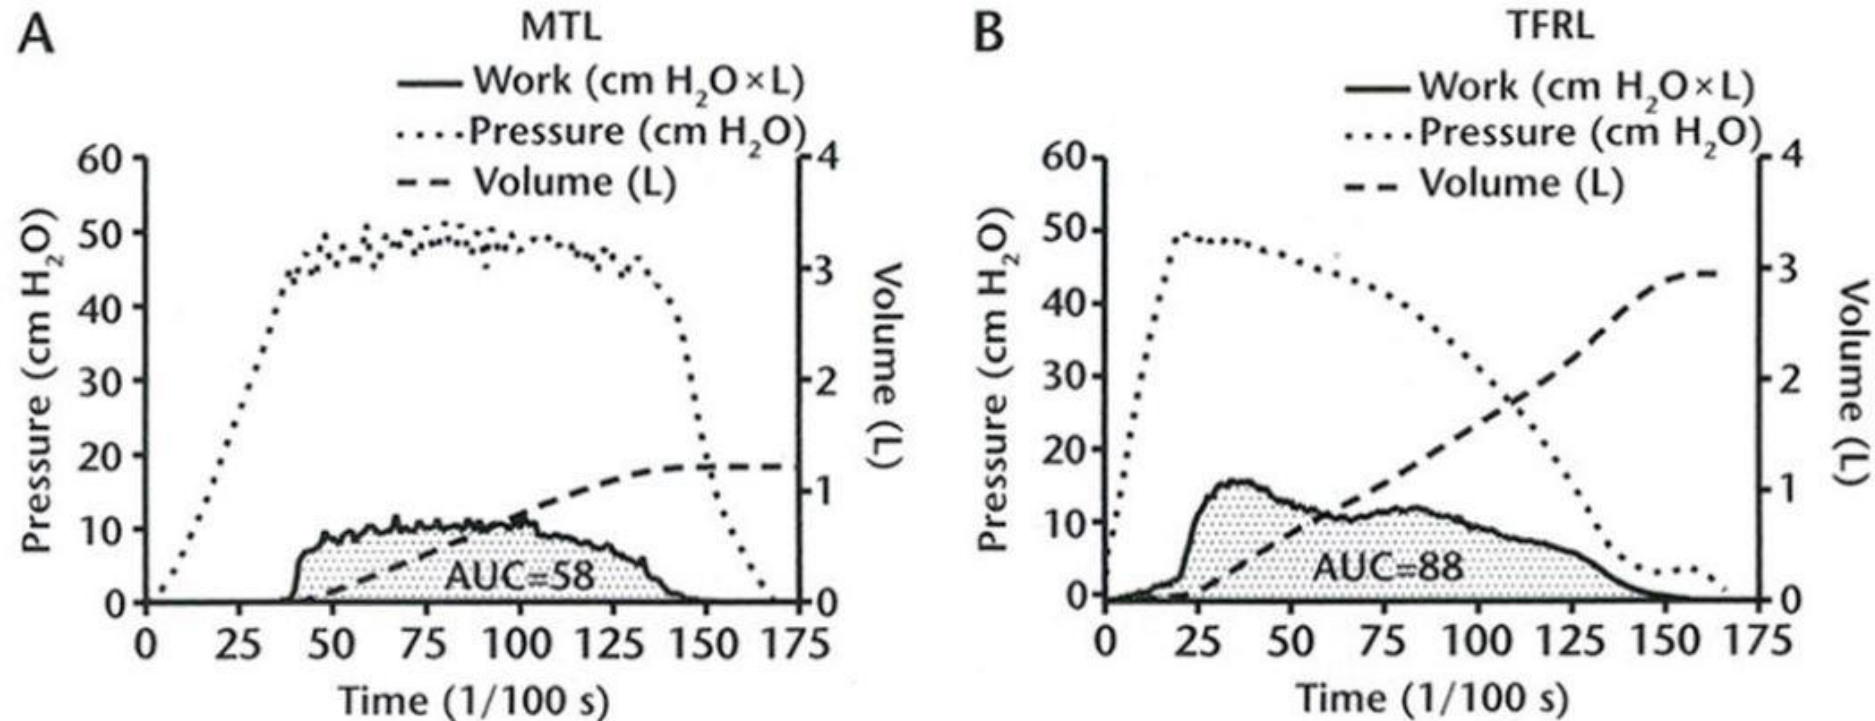 A
MTL
Work (cm H₂O×L)
Pressure (cm H₂O)
Volume (L)
60
50
40
30
20
10
0
Pressure (cm H₂O)
4
3
2
1
0
Volume (L)
AUC=58
0 25 50 75 100 125 150 175
Time (1/100 s)
B
TFRL
Work (cm H₂O×L)
Pressure (cm H₂O)
Volume (L)
60
50
40
30
20
10
0
Pressure (cm H₂O)
4
3
2
1
0
Volume (L)
AUC=88
0 25 50 75 100 125 150 175
Time (1/100 s)